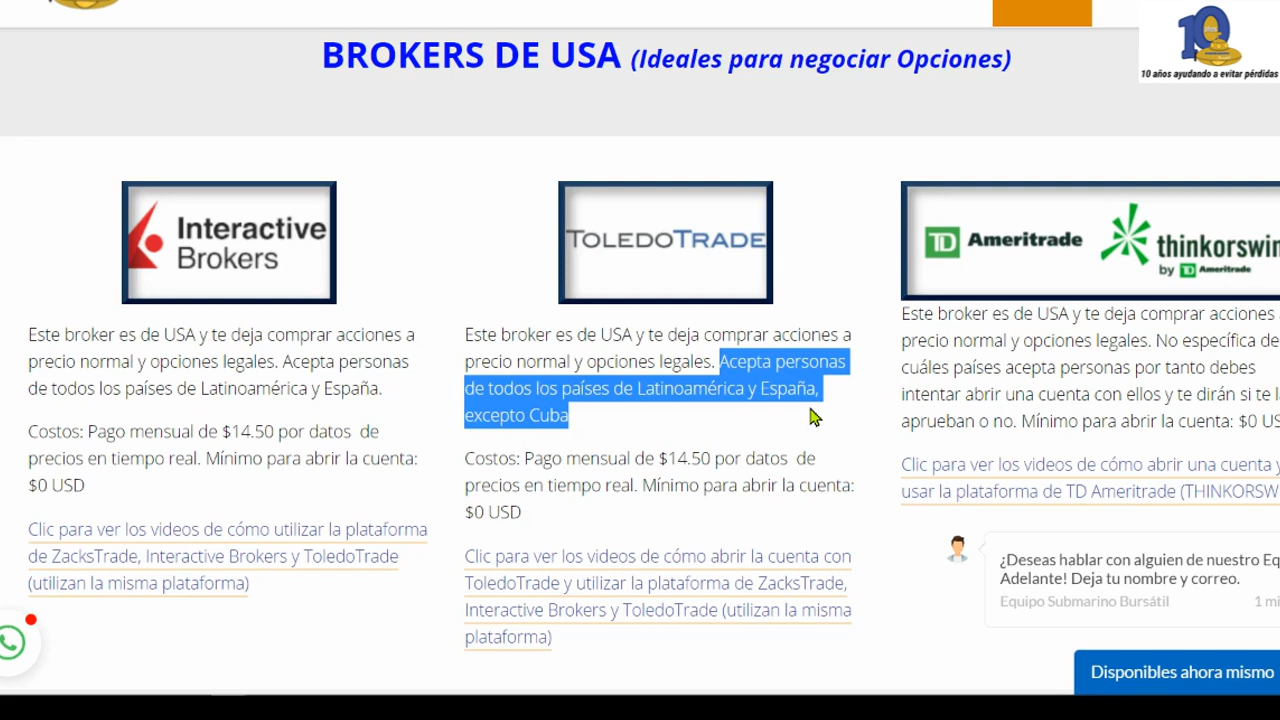 BROKERS DE USA (Ideales para negociar Opciones)
10
10 años ayudando a evitar pérdidas
Interactive
Brokers
Este broker es de USA y te deja comprar acciones a
precio normal y opciones legales. Acepta personas
de todos los países de Latinoamérica y España.
Costos: Pago mensual de $14.50 por datos de
precios en tiempo real. Mínimo para abrir la cuenta:
$0 USD
Clic para ver los videos de cómo utilizar la plataforma
de ZacksTrade, Interactive Brokers y ToledoTrade
(utilizan la misma plataforma)
TOLEDOTRADE
Este broker es de USA y te deja comprar acciones a
precio normal y opciones legales. Acepta personas
de todos los países de Latinoamérica y España,
excepto Cuba
Costos: Pago mensual de $14.50 por datos de
precios en tiempo real. Mínimo para abrir la cuenta:
$0 USD
Clic para ver los videos de cómo abrir la cuenta con
ToledoTrade y utilizar la plataforma de ZacksTrade,
Interactive Brokers y ToledoTrade (utilizan la misma
plataforma)
TD Ameritrade
thinkorswim
by TD Ameritrade
Este broker es de USA y te deja comprar acciones
precio normal y opciones legales. No específica de
cuáles países acepta personas por tanto debes
intentar abrir una cuenta con ellos y te dirán si te l
aprueban o no. Mínimo para abrir la cuenta: $0 US
Clic para ver los videos de cómo abrir una cuenta y
usar la plataforma de TD Ameritrade (THINKORSW
¿Deseas hablar con alguien de nuestro Eq
Adelante! Deja tu nombre y correo.
Equipo Submarino Bursátil
1 mi
Disponibles ahora mismo